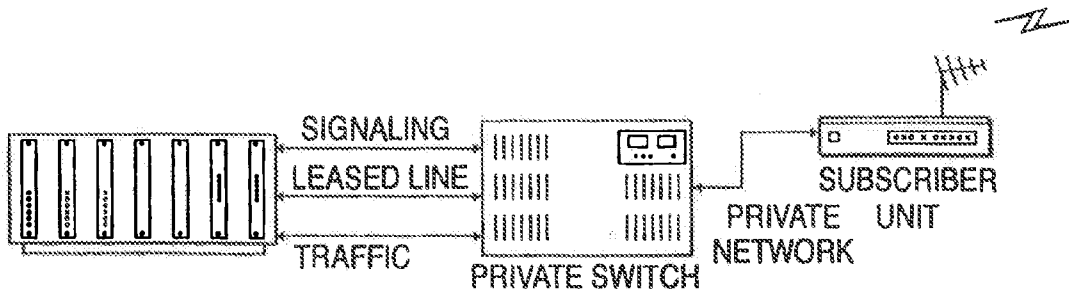 SIGNALING
LEASED LINE
TRAFFIC
PRIVATE SWITCH
PRIVATE
NETWORK
SUBSCRIBER
UNIT